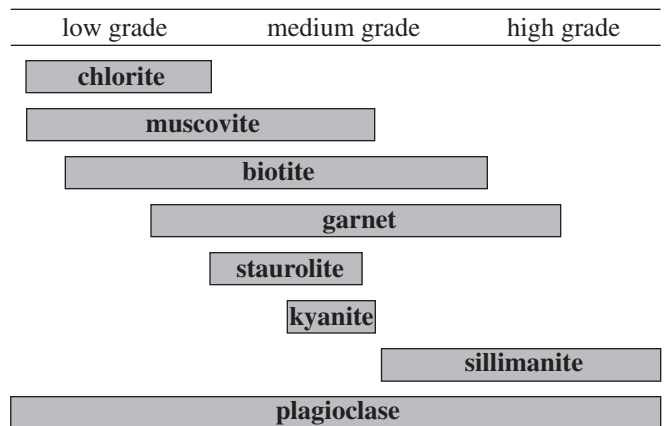 low grade medium grade high grade
chlorite
muscovite
biotite
garnet
staurolite
kyanite
sillimanite
plagioclase